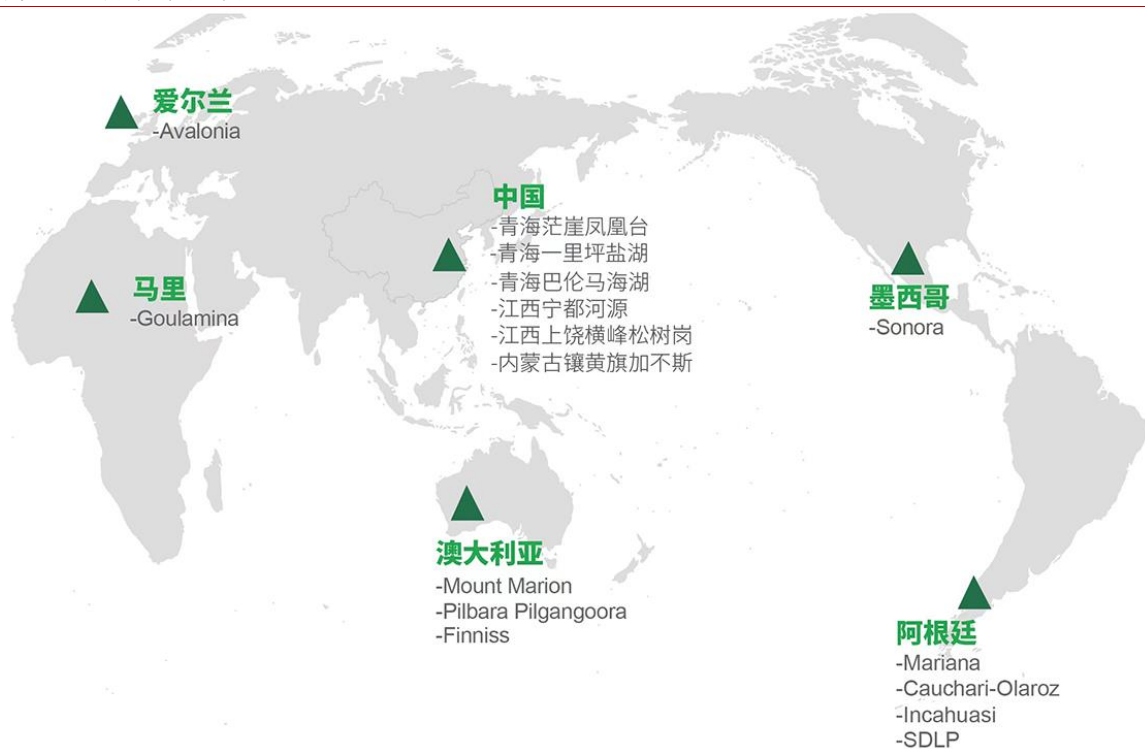 爱尔兰
-Avalonia
中国
-青海茫崖凤凰台
-青海一里坪盐湖
-青海巴伦马海湖
-江西宁都河源
-江西上饶横峰松树岗
-内蒙古镶黄旗加不斯
马里
-Goulamina
墨西哥
-Sonora
澳大利亚
-Mount Marion
-Pilbara Pilgangoora
-Finniss
阿根廷
-Mariana
-Cauchari-Olaroz
-Incahuasi
-SDLP